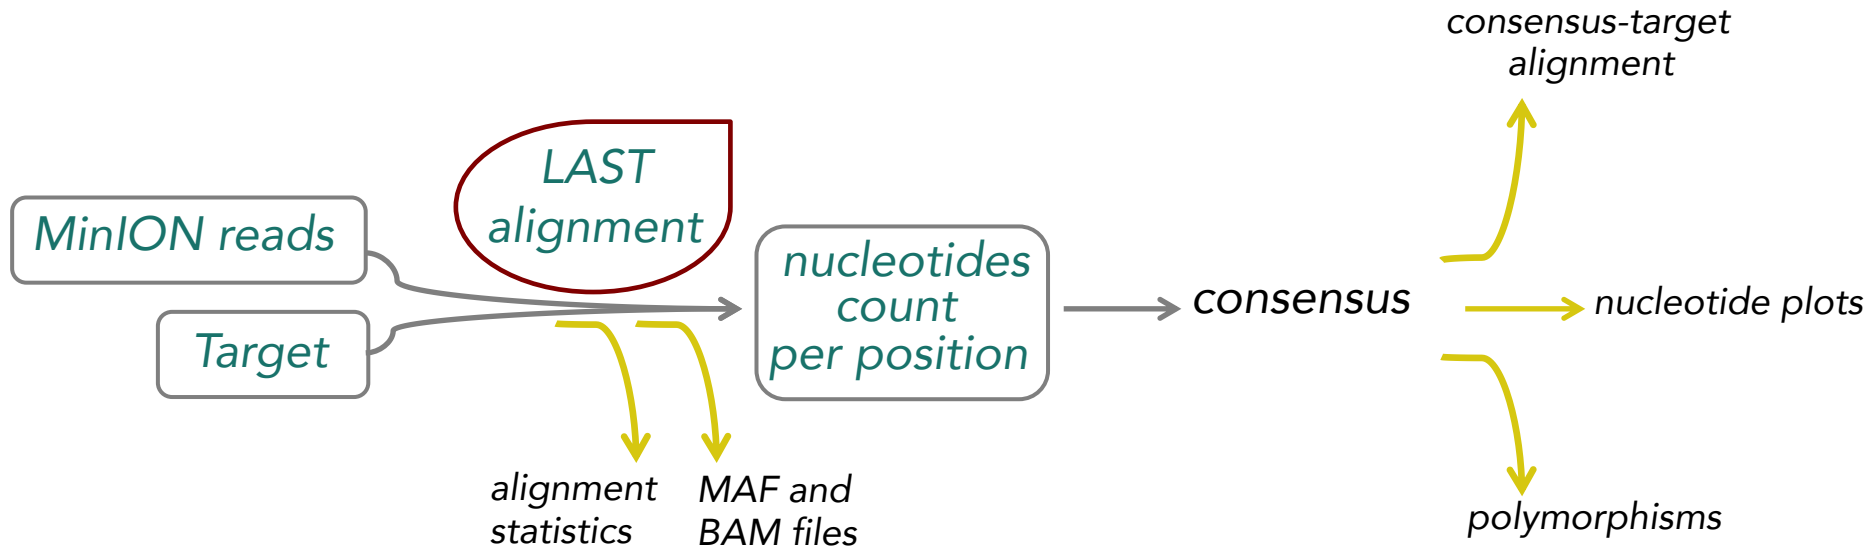 MinION reads
Target
LAST
alignment
alignment
statistics
MAF and
BAM files
nucleotides
count
per position
consensus
consensus-target
alignment
nucleotide plots
polymorphisms